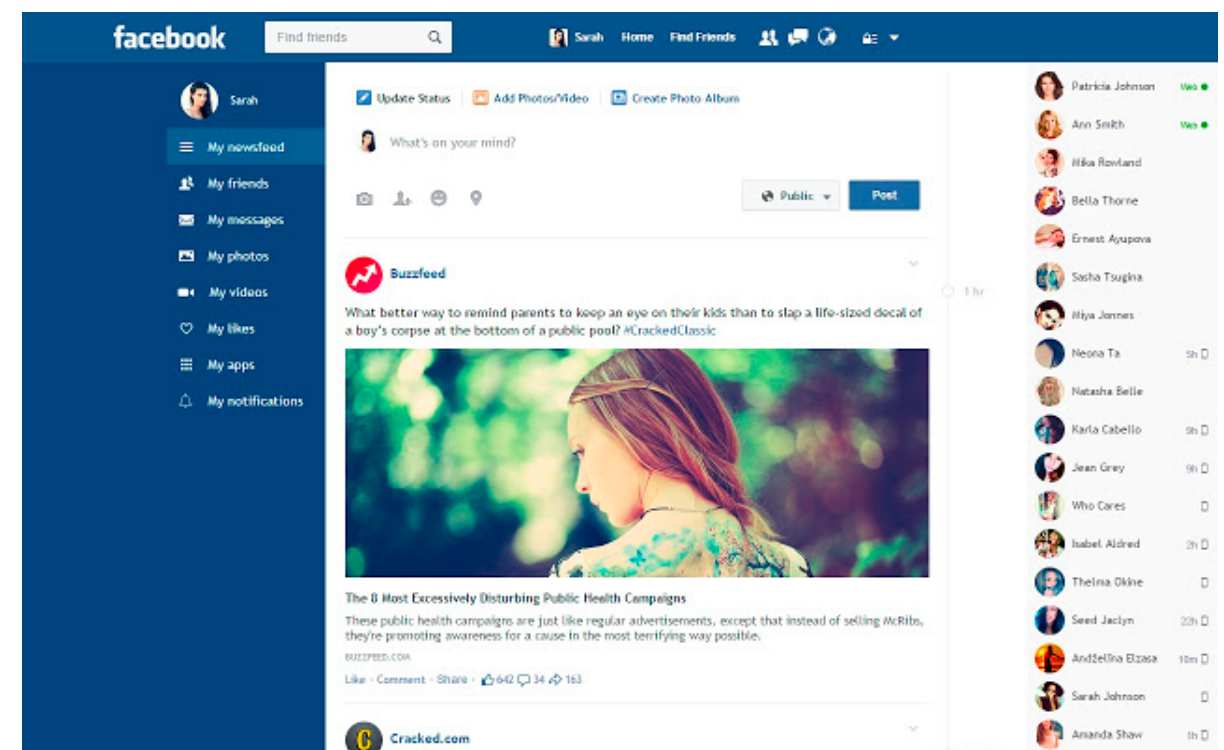 facebook
Find friends
Sarah Home Find Friends
Sarah
My newsfeed
My friends
My messages
My photos
My videos
My likes
My apps
My notifications
Update Status
Add Photos/Video
Create Photo Album
What's on your mind?
Public
Post
Buzzfeed
1 hr
What better way to remind parents to keep an eye on their kids than to slap a life-sized decal of
a boy's corpse at the bottom of a public pool? #CrackedClassic
The 8 Most Excessively Disturbing Public Health Campaigns
These public health campaigns are just like regular advertisements, except that instead of selling McRibs,
they're promoting awareness for a cause in the most terrifying way possible.
BUZZFEED.COM
Like · Comment · Share · 642 34 163
Cracked.com
Patricia Johnson Web
Ann Smith Web
Mika Rowland
Bella Thorne
Ernest Ayupova
Sasha Tsugina
Miya Jonnes
Neona Ta 5h
Natasha Belle
Karla Cabello 9h
Jean Grey 9h
Who Cares
Isabel Aldred 2h
Thelma Okine
Seed Jaclyn 22h
Andželina Elzasa 10m
Sarah Johnson
Amanda Shaw 1h